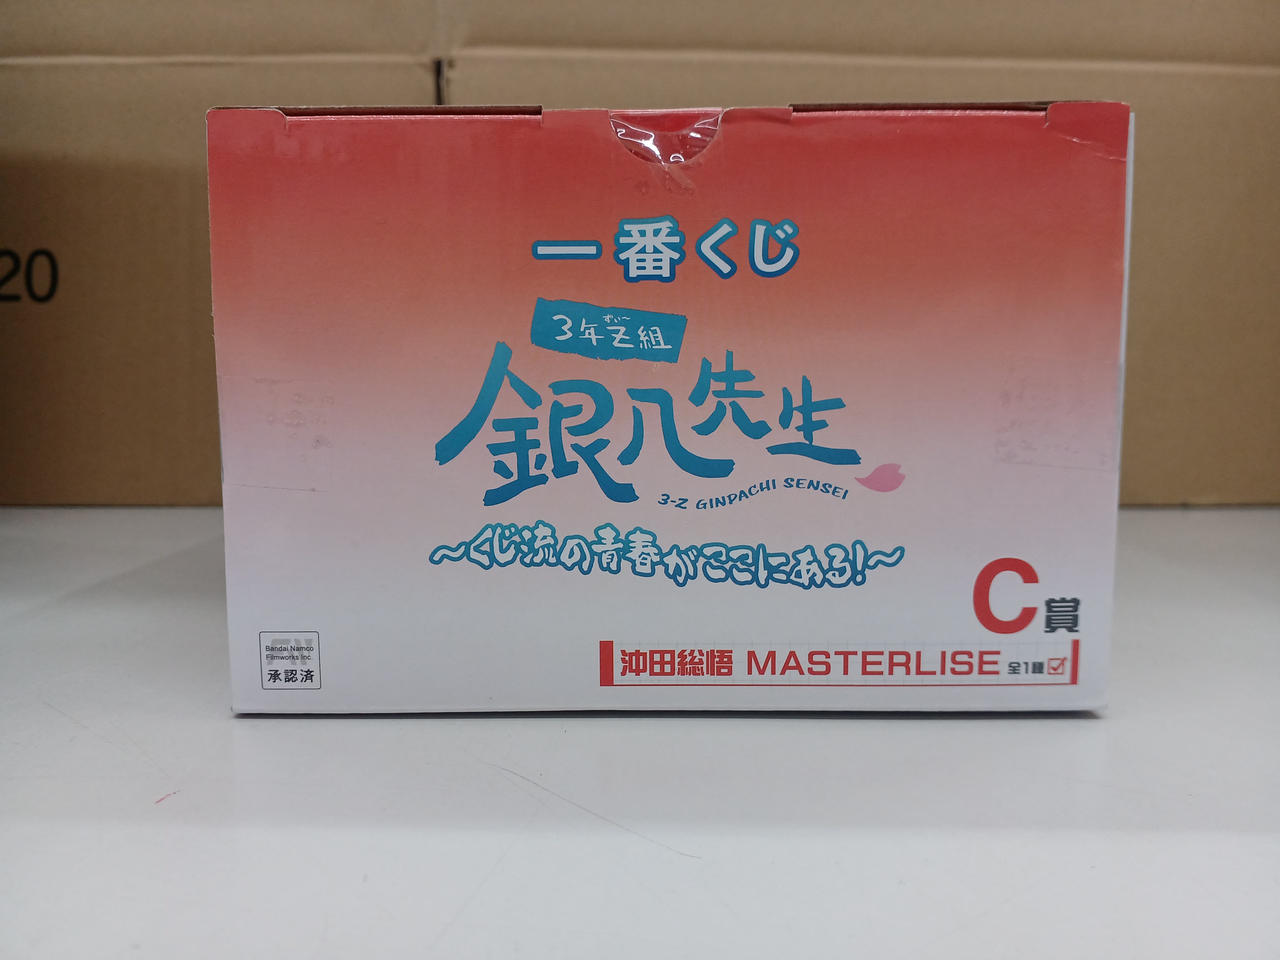 20
一番くじ
ずぃ〜
3年Z組
銀八先生
3-Z GINPACHI SENSEI
〜くじ流の青春がここにある!〜
C賞
沖田総悟 MASTERLISE 全1種
Bandai Namco
Filmworks Inc.
承認済